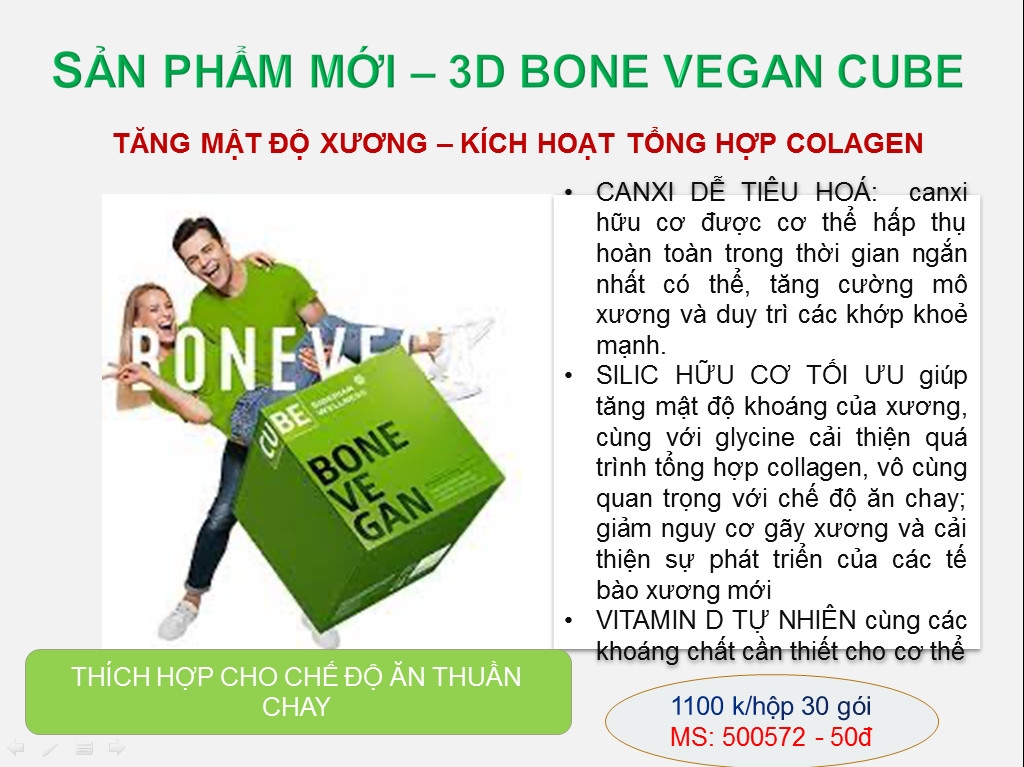 SẢN PHẨM MỚI – 3D BONE VEGAN CUBE
TĂNG MẬT ĐỘ XƯƠNG – KÍCH HOẠT TỔNG HỢP COLAGEN
BONEVEGA
CUBE
SIBERIAN
WELLNESS
BONE
VE
GAN
• CANXI DỄ TIÊU HOÁ: canxi
hữu cơ được cơ thể hấp thụ
hoàn toàn trong thời gian ngắn
nhất có thể, tăng cường mô
xương và duy trì các khớp khoẻ
mạnh.
• SILIC HỮU CƠ TỐI ƯU giúp
tăng mật độ khoáng của xương,
cùng với glycine cải thiện quá
trình tổng hợp collagen, vô cùng
quan trọng với chế độ ăn chay;
giảm nguy cơ gãy xương và cải
thiện sự phát triển của các tế
bào xương mới
• VITAMIN D TỰ NHIÊN cùng các
khoáng chất cần thiết cho cơ thể
THÍCH HỢP CHO CHẾ ĐỘ ĂN THUẦN
CHAY
1100 k/hộp 30 gói
MS: 500572 - 50đ